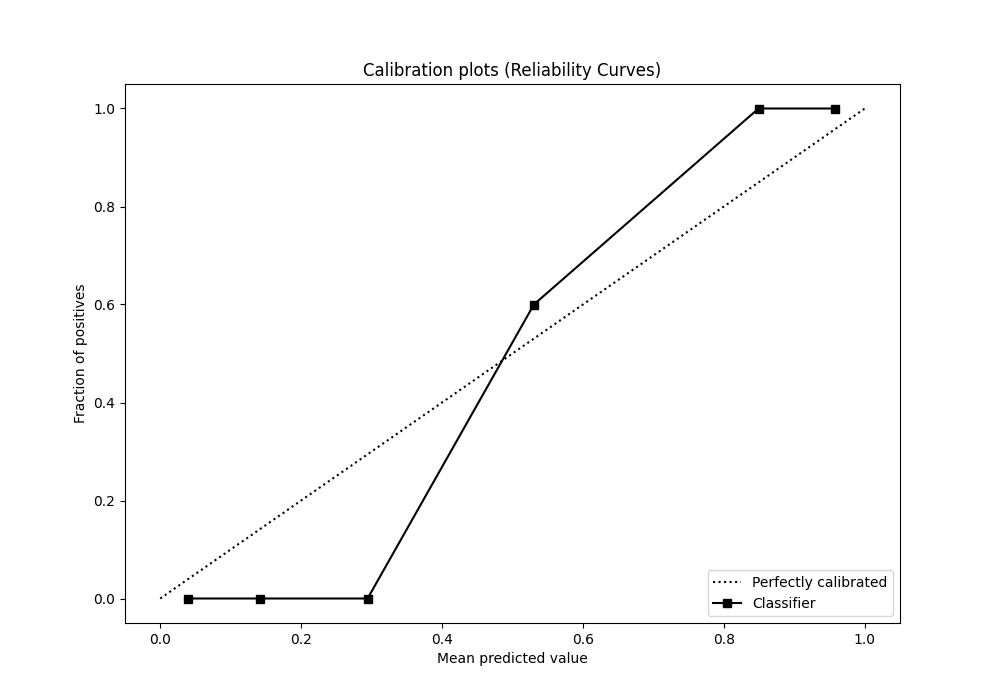 Calibration plots (Reliability Curves)
1.0
0.8
0.6
0.4
0.2
0.0
Fraction of positives
0.0 0.2 0.4 0.6 0.8 1.0
Mean predicted value
Perfectly calibrated
Classifier